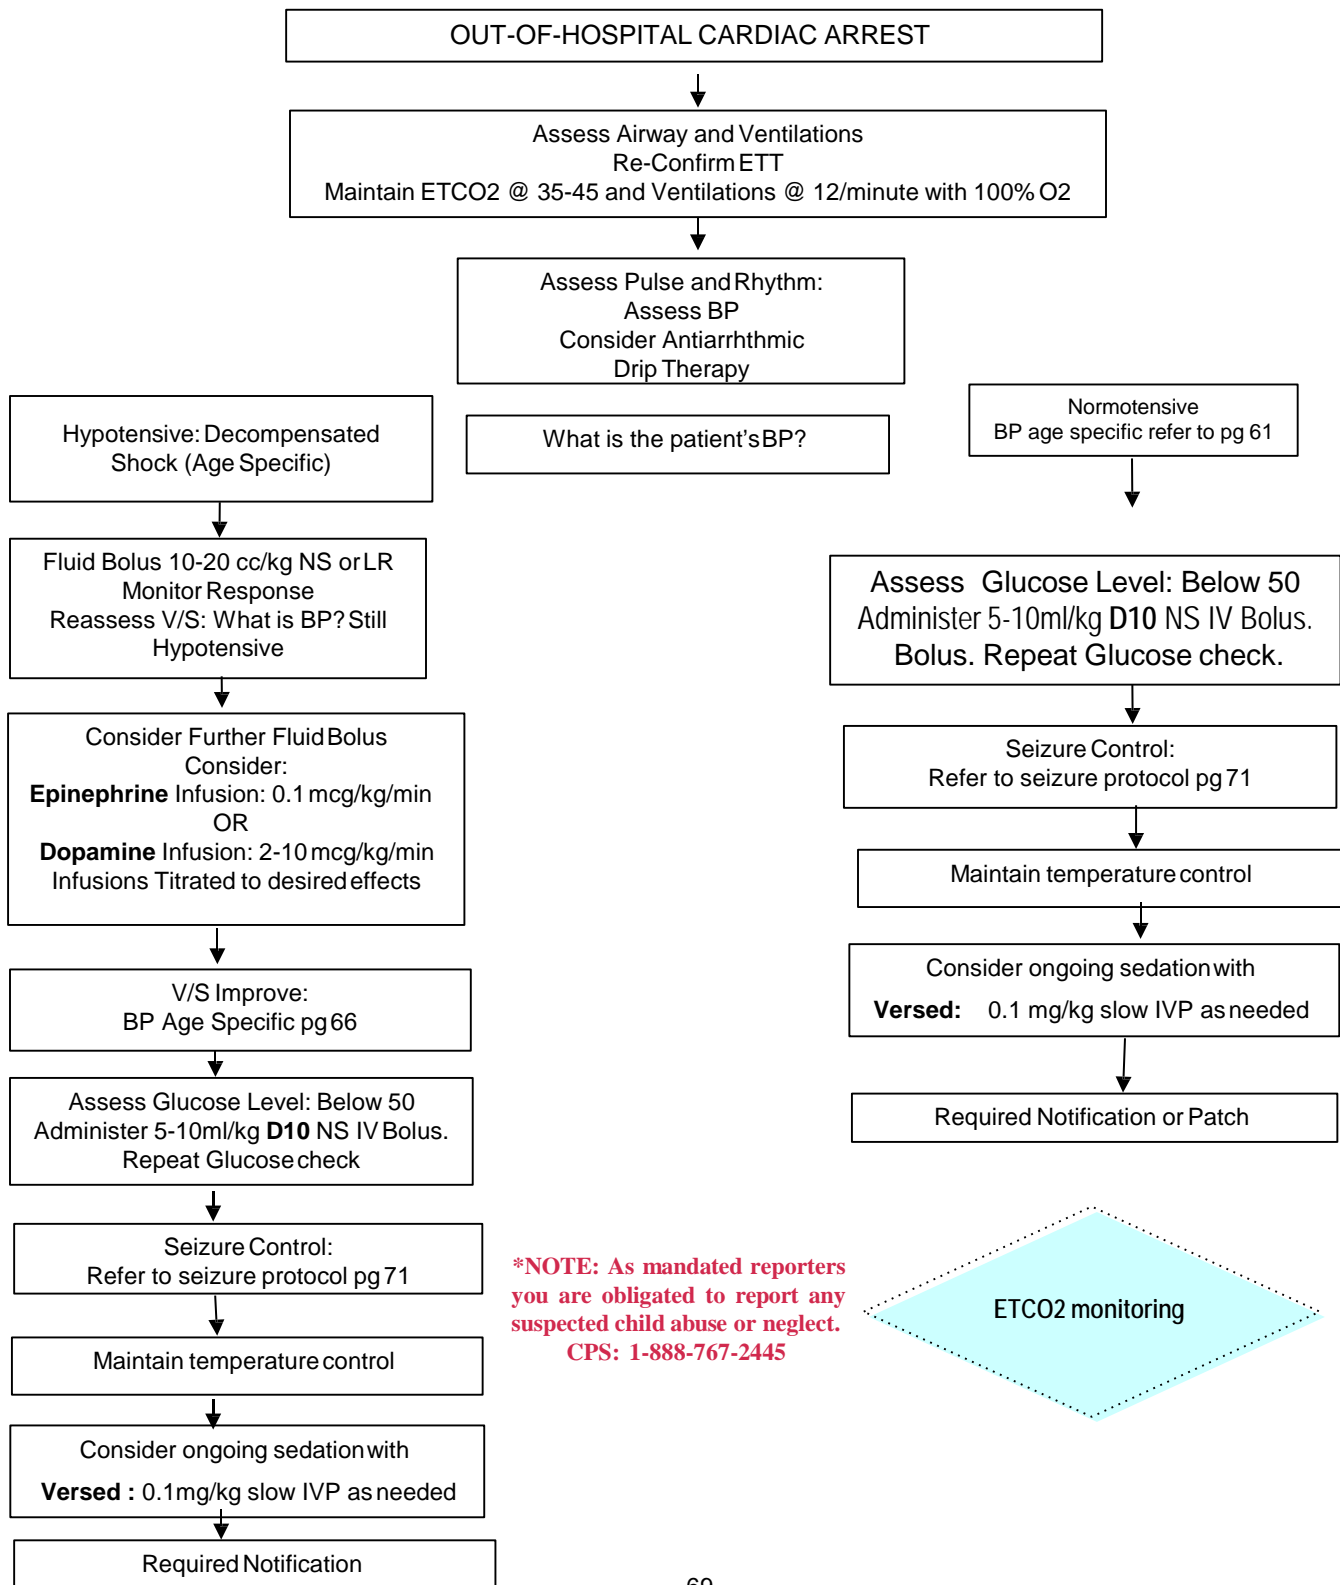 OUT-OF-HOSPITAL CARDIAC ARREST
Assess Airway and Ventilations
Re-Confirm ETT
Maintain ETCO2 @ 35-45 and Ventilations @ 12/minute with 100% O2
Assess Pulse and Rhythm:
Assess BP
Consider Antiarrhthmic
Drip Therapy
What is the patient's BP?
Hypotensive: Decompensated
Shock (Age Specific)
Fluid Bolus 10-20 cc/kg NS or LR
Monitor Response
Reassess V/S: What is BP? Still
Hypotensive
Consider Further Fluid Bolus
Consider:
Epinephrine Infusion: 0.1 mcg/kg/min
OR
Dopamine Infusion: 2-10 mcg/kg/min
Infusions Titrated to desired effects
V/S Improve:
BP Age Specific pg 66
Assess Glucose Level: Below 50
Administer 5-10ml/kg D10 NS IV Bolus.
Repeat Glucose check
Seizure Control:
Refer to seizure protocol pg 71
Maintain temperature control
Consider ongoing sedation with
Versed : 0.1mg/kg slow IVP as needed
Required Notification
Normotensive
BP age specific refer to pg 61
Assess Glucose Level: Below 50
Administer 5-10ml/kg D10 NS IV Bolus.
Bolus. Repeat Glucose check.
Seizure Control:
Refer to seizure protocol pg 71
Maintain temperature control
Consider ongoing sedation with
Versed: 0.1 mg/kg slow IVP as needed
Required Notification or Patch
*NOTE: As mandated reporters
you are obligated to report any
suspected child abuse or neglect.
CPS: 1-888-767-2445
ETCO2 monitoring
69